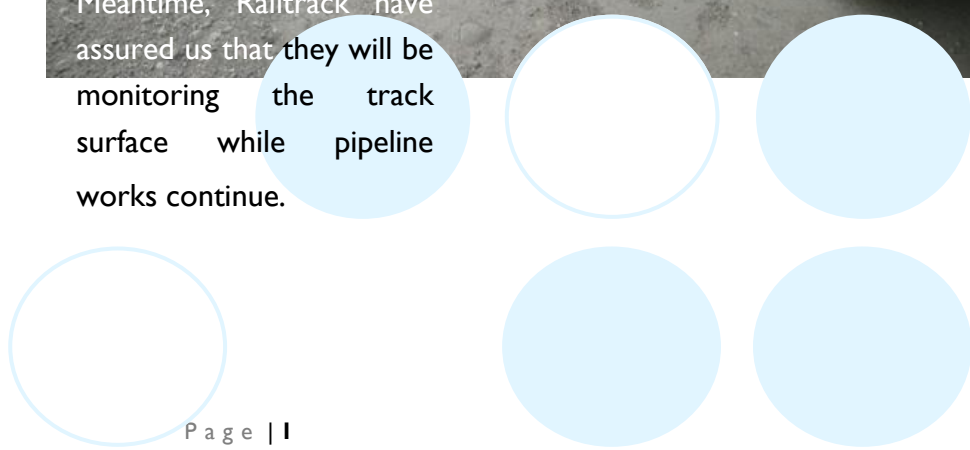 Meantime, Railtrack have
assured us that they will be
monitoring the track
surface while pipeline
works continue.
Page | 1